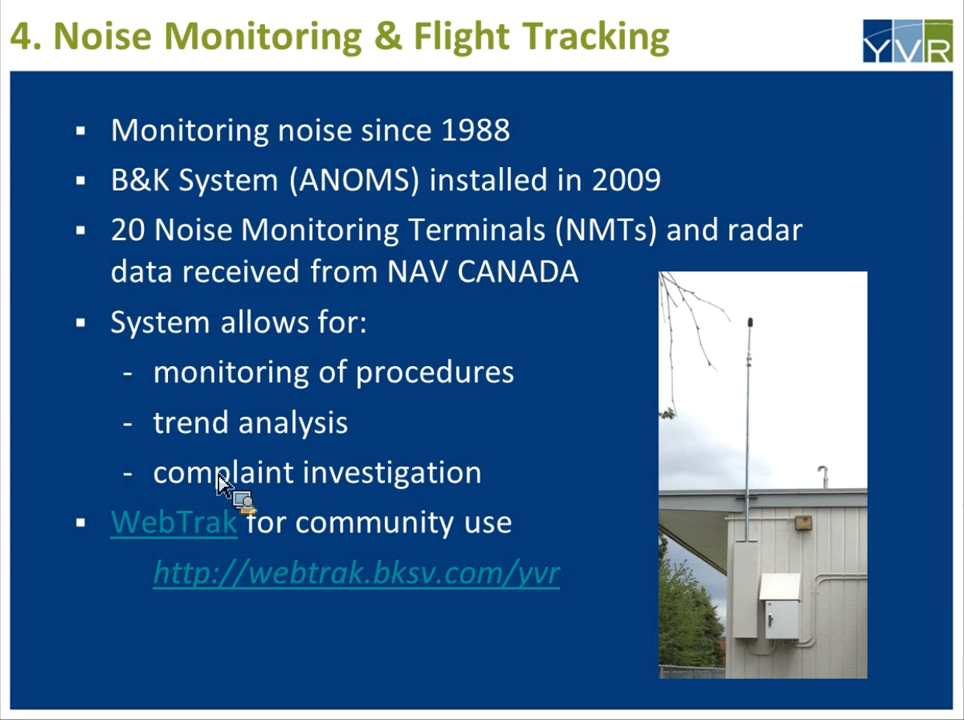 4. Noise Monitoring & Flight Tracking
YVR
▪ Monitoring noise since 1988
▪ B&K System (ANOMS) installed in 2009
▪ 20 Noise Monitoring Terminals (NMTs) and radar
data received from NAV CANADA
▪ System allows for:
- monitoring of procedures
- trend analysis
- complaint investigation
▪ WebTrak for community use
http://webtrak.bksv.com/yvr